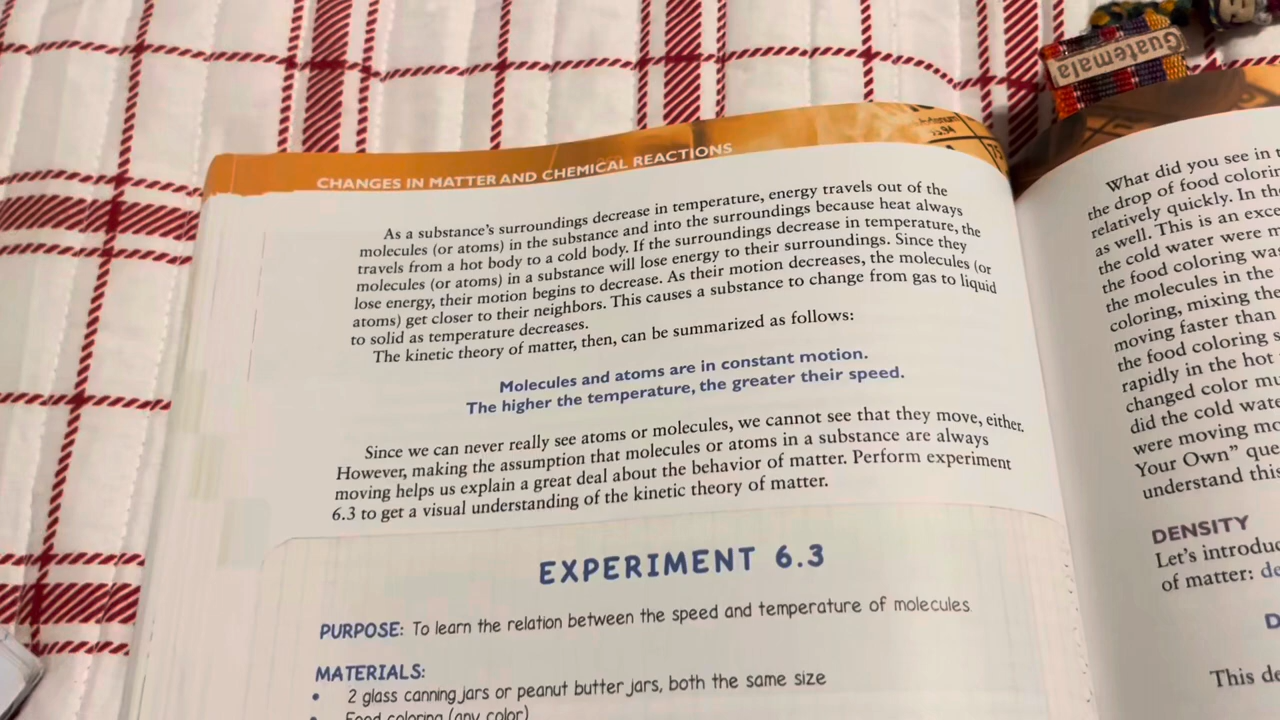 Guatemala
CHANGES IN MATTER AND CHEMICAL REACTIONS
As a substance's surroundings decrease in temperature, energy travels out of the
molecules (or atoms) in the substance and into the surroundings because heat always
travels from a hot body to a cold body. If the surroundings decrease in temperature, the
molecules (or atoms) in a substance will lose energy to their surroundings. Since they
lose energy, their motion begins to decrease. As their motion decreases, the molecules (or
atoms) get closer to their neighbors. This causes a substance to change from gas to liquid
to solid as temperature decreases.
The kinetic theory of matter, then, can be summarized as follows:
Molecules and atoms are in constant motion.
The higher the temperature, the greater their speed.
Since we can never really see atoms or molecules, we cannot see that they move, either.
However, making the assumption that molecules or atoms in a substance are always
moving helps us explain a great deal about the behavior of matter. Perform experiment
6.3 to get a visual understanding of the kinetic theory of matter.
EXPERIMENT 6.3
PURPOSE: To learn the relation between the speed and temperature of molecules
MATERIALS:
• 2 glass canning jars or peanut butter jars, both the same size
• Food coloring (any color)
What did you see in
the drop of food
relatively quickly. In
as well. This is an
the cold water were
the food coloring
the molecules in the
coloring, mixing the
moving faster than
the food coloring
rapidly in the hot
changed color
did the cold
were moving
Your Own"
understand this
DENSITY
Let's
of matter:
This